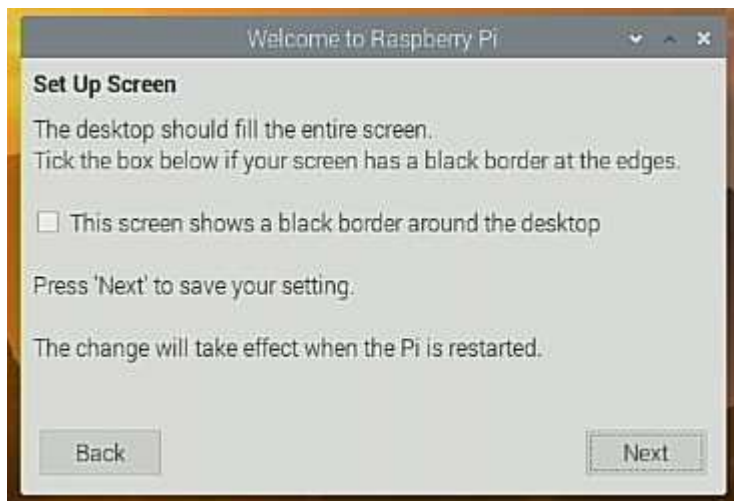 Welcome to Raspberry Pi
Set Up Screen
The desktop should fill the entire screen.
Tick the box below if your screen has a black border at the edges.
This screen shows a black border around the desktop
Press 'Next' to save your setting.
The change will take effect when the Pi is restarted.
Back
Next